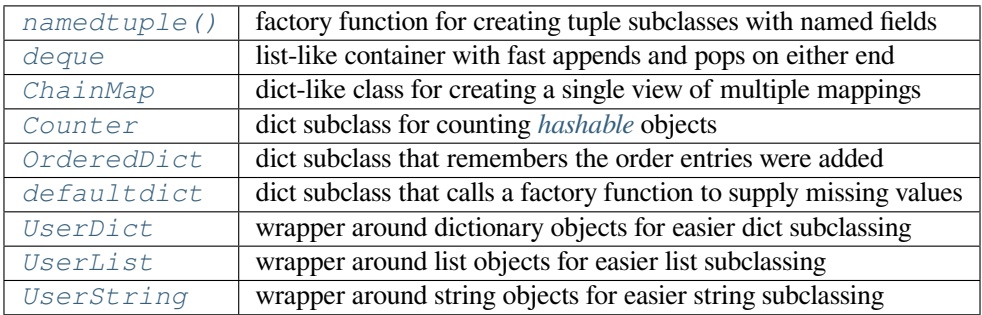 namedtuple() factory function for creating tuple subclasses with named fields
deque list-like container with fast appends and pops on either end
ChainMap dict-like class for creating a single view of multiple mappings
Counter dict subclass for counting hashable objects
OrderedDict dict subclass that remembers the order entries were added
defaultdict dict subclass that calls a factory function to supply missing values
UserDict wrapper around dictionary objects for easier dict subclassing
UserList wrapper around list objects for easier list subclassing
UserString wrapper around string objects for easier string subclassing